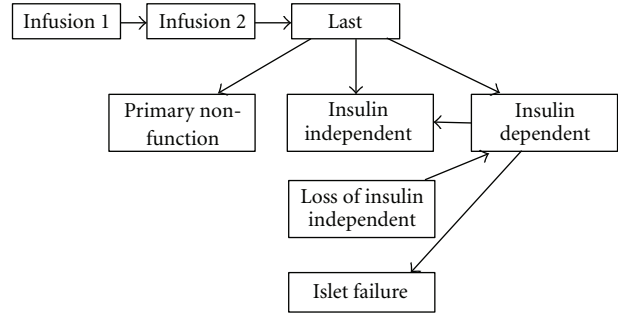 Infusion 1
Infusion 2
Last
Primary non-
function
Insulin
independent
Insulin
dependent
Loss of insulin
independent
Islet failure